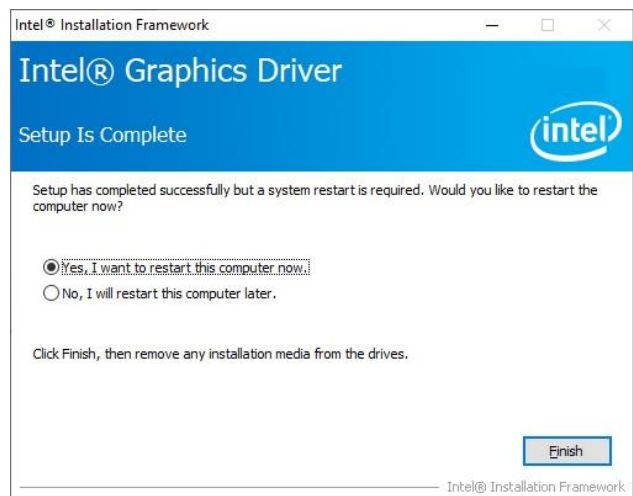 Intel® Installation Framework
Intel® Graphics Driver
Setup Is Complete
intel
Setup has completed successfully but a system restart is required. Would you like to restart the
computer now?
Yes, I want to restart this computer now.
No, I will restart this computer later.
Click Finish, then remove any installation media from the drives.
Finish
Intel® Installation Framework